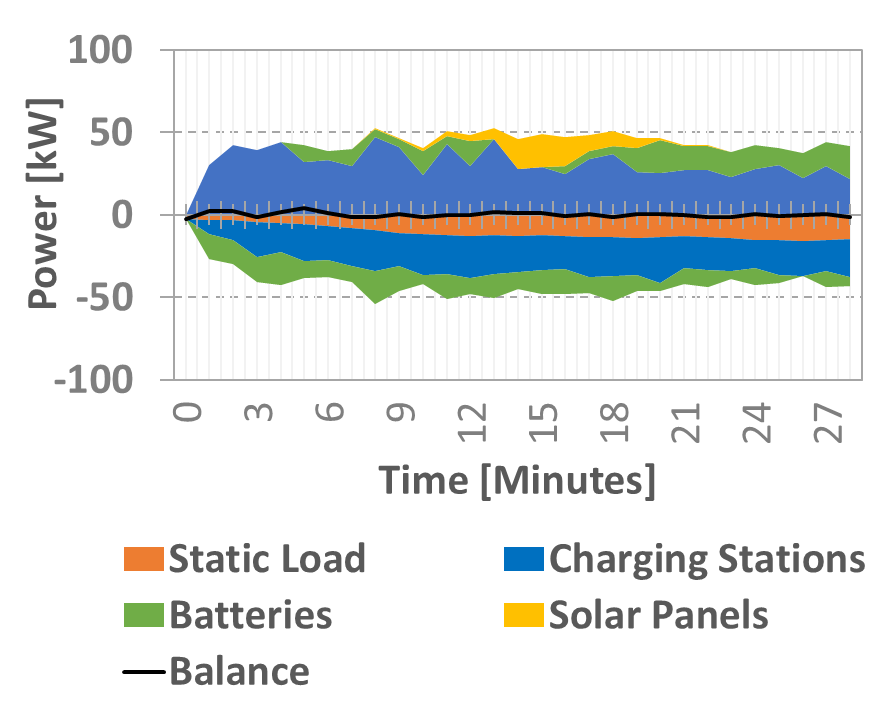 100
50
0
-50
-100
Power [kW]
0 3 6 9 12 15 18 21 24 27
Time [Minutes]
Static Load Charging Stations
Batteries Solar Panels
Balance